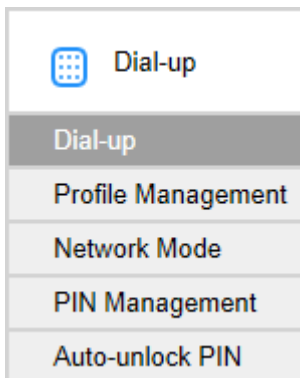 Dial-up
Dial-up
Profile Management
Network Mode
PIN Management
Auto-unlock PIN